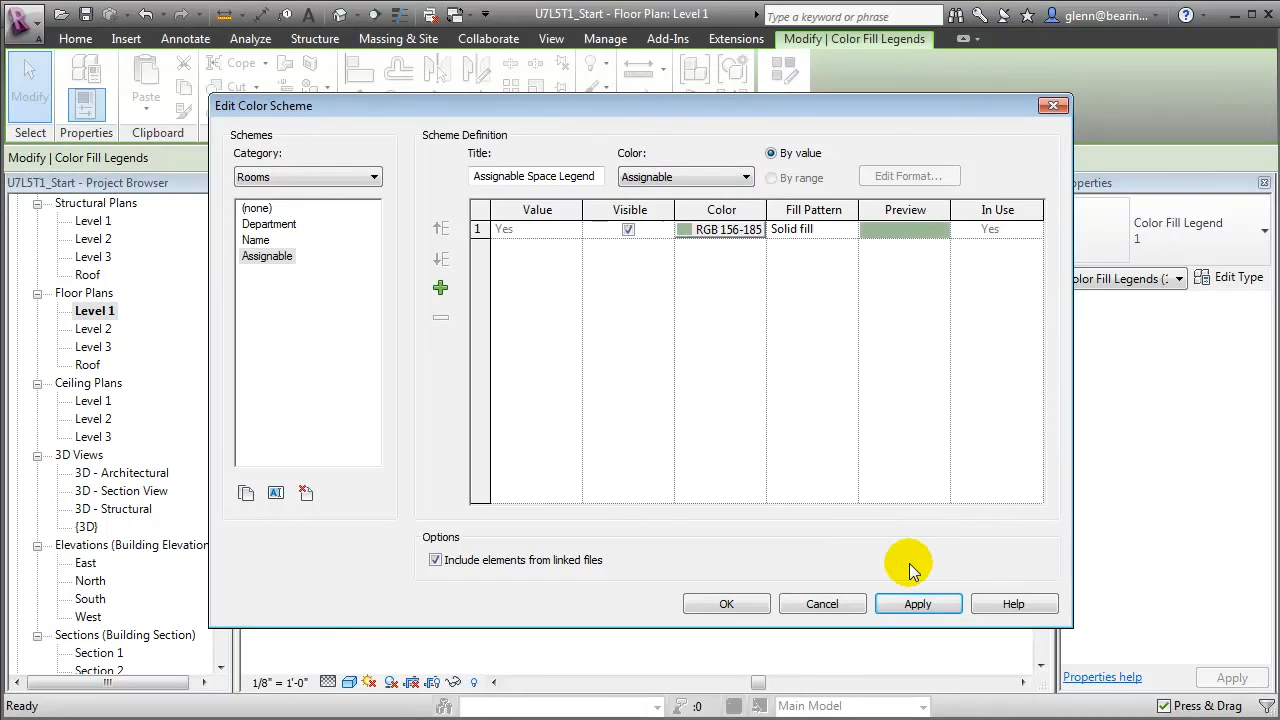 U7L5T1_Start - Floor Plan: Level 1
Type a keyword or phrase
glenn@bearin...
Home Insert Annotate Analyze Structure Massing & Site Collaborate View Manage Add-Ins Extensions Modify | Color Fill Legends
Modify
Paste
Cope
Cut
Select Properties Clipboard
Modify | Color Fill Legends
U7L5T1_Start - Project Browser
Structural Plans
Level 1
Level 2
Level 3
Roof
Floor Plans
Level 1
Level 2
Level 3
Roof
Ceiling Plans
Level 1
Level 2
Level 3
3D Views
3D - Architectural
3D - Section View
3D - Structural
{3D}
Elevations (Building Elevation
East
North
South
West
Sections (Building Section)
Section 1
Section 2
Edit Color Scheme
Schemes
Category:
Rooms
(none)
Department
Name
Assignable
Scheme Definition
Title:
Assignable Space Legend
Color:
Assignable
By value
By range
Edit Format...
Value Visible Color Fill Pattern Preview In Use
1 Yes RGB 156-185 Solid fill Yes
Options
Include elements from linked files
OK Cancel Apply Help
operties
Color Fill Legend
1
olor Fill Legends (1
Edit Type
Properties help
Apply
1/8" = 1'-0"
Ready
:0
Main Model
Press & Drag